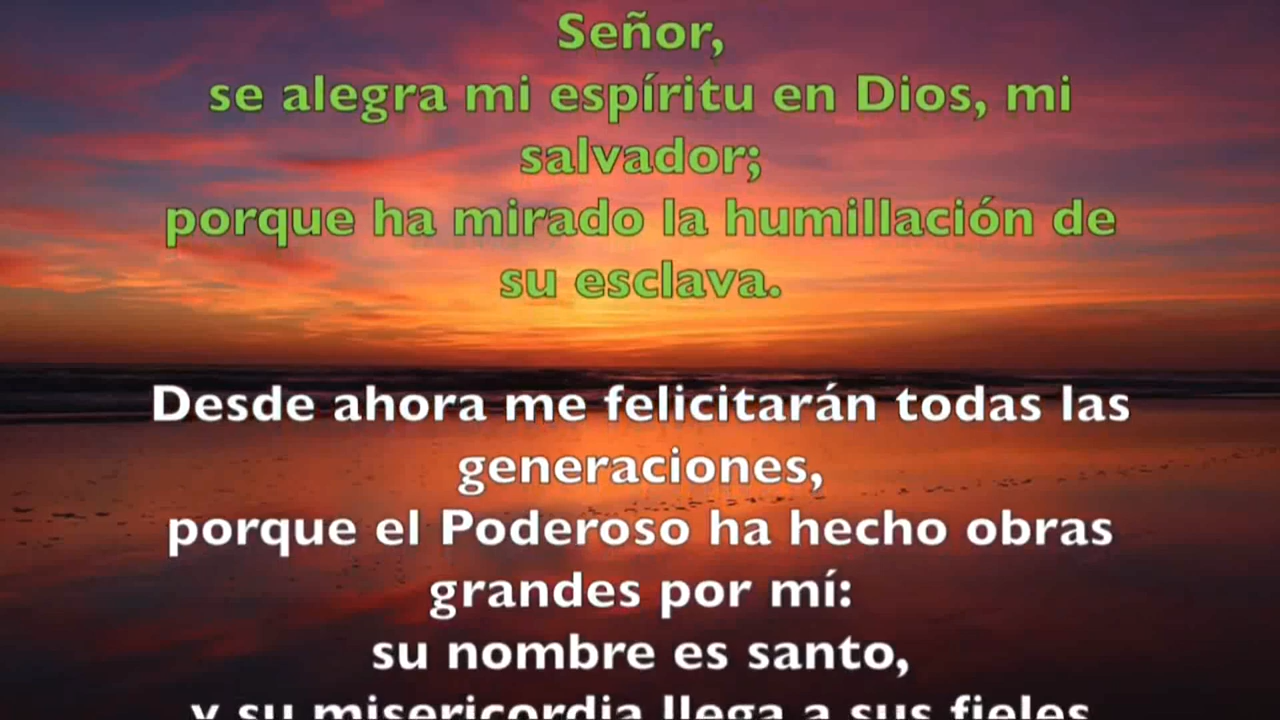 Señor,
se alegra mi espíritu en Dios, mi
salvador;
porque ha mirado la humillación de
su esclava.
Desde ahora me felicitarán todas las
generaciones,
porque el Poderoso ha hecho obras
grandes por mí:
su nombre es santo,
y su misericordia llega a sus fieles